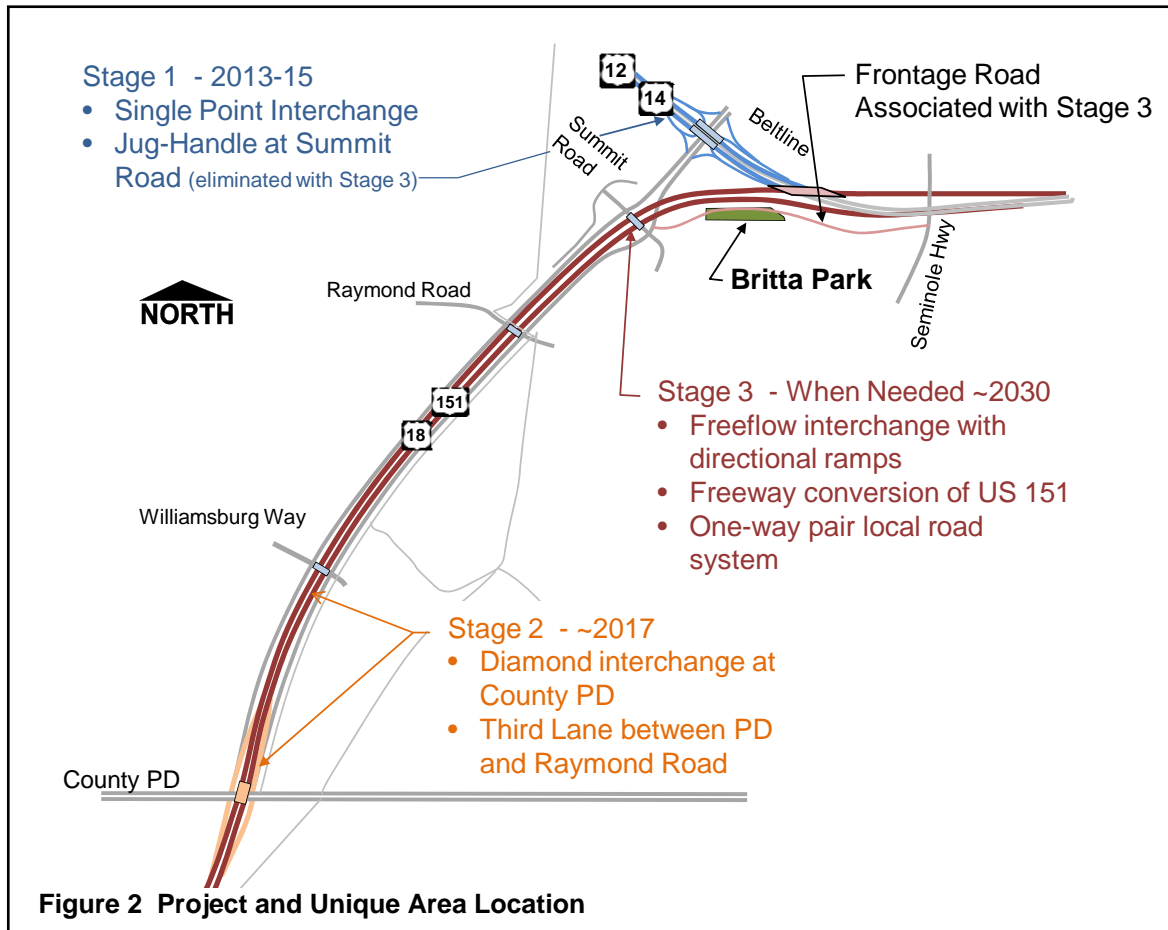 Stage 1 - 2013-15
• Single Point Interchange
• Jug-Handle at Summit
Road (eliminated with Stage 3)
12
14
Summit
Road
Beltline
Frontage Road
Associated with Stage 3
Seminole Hwy
Britta Park
NORTH
Raymond Road
151
18
Stage 3 - When Needed ~2030
• Freeflow interchange with
directional ramps
• Freeway conversion of US 151
• One-way pair local road
system
Williamsburg Way
Stage 2 - ~2017
• Diamond interchange at
County PD
• Third Lane between PD
and Raymond Road
County PD
Figure 2 Project and Unique Area Location